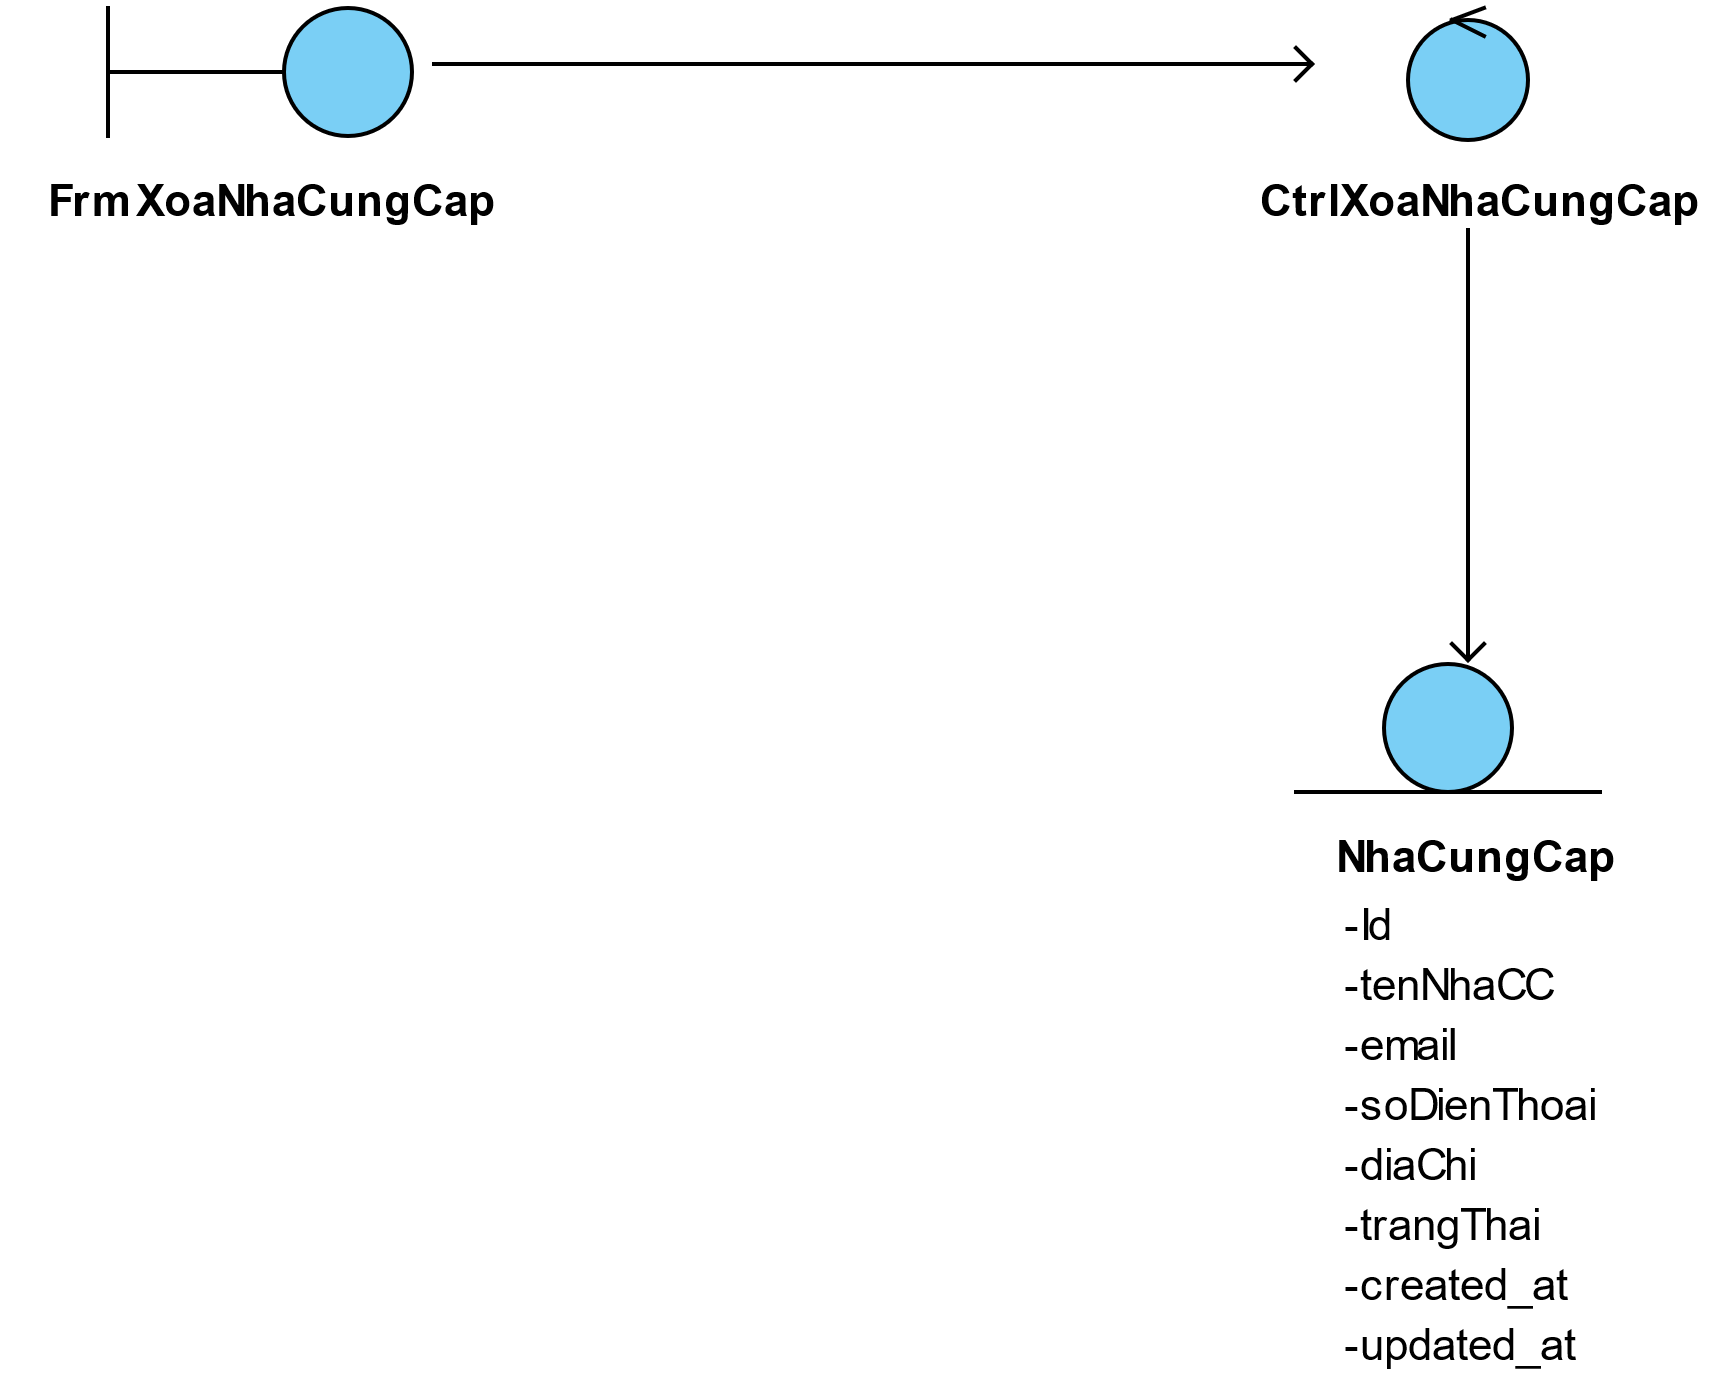 FrmXoaNhaCungCap
CtrlXoaNhaCungCap
NhaCungCap
-Id
-tenNhaCC
-email
-soDienThoai
-diaChi
-trangThai
-created_at
-updated_at